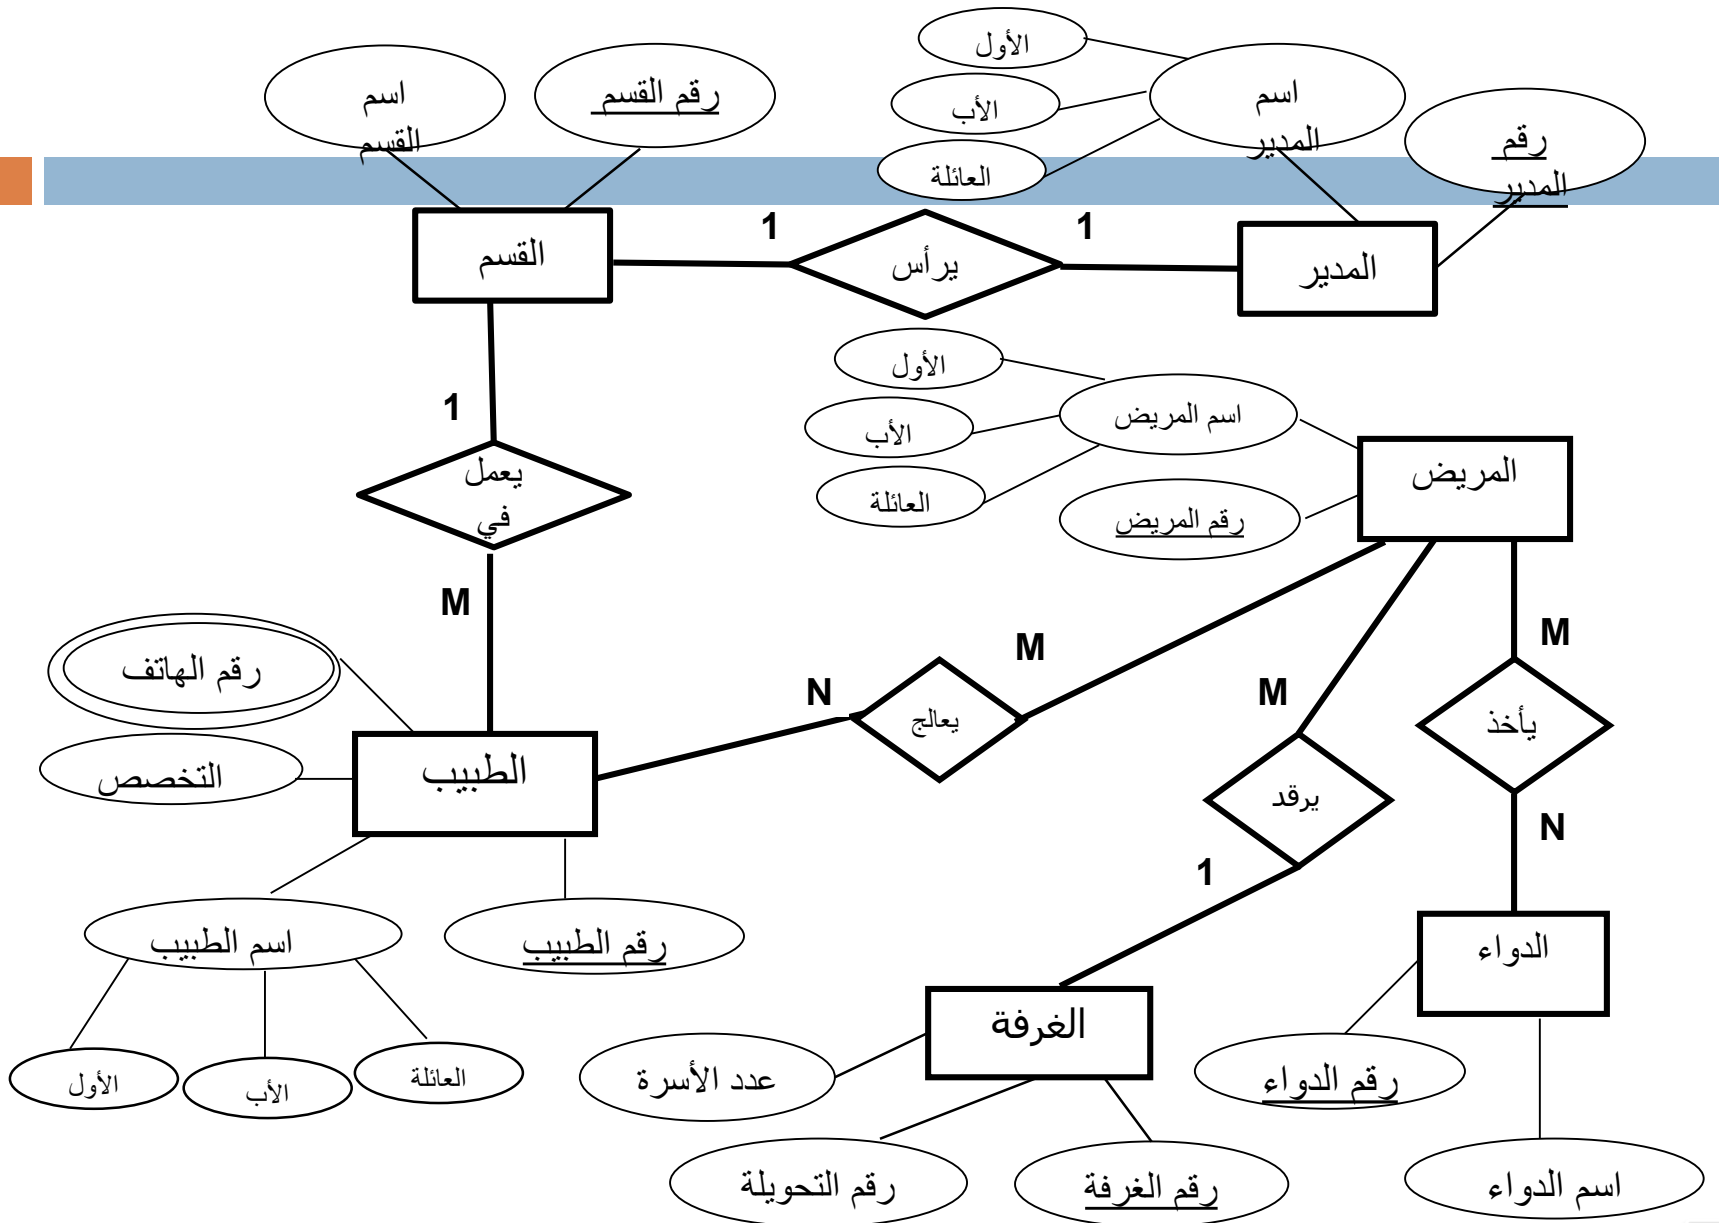 الأول
اسم
المدير
رقم
المدير
رقم القسم
اسم
القسم
الأب
العائلة
1
1
القسم
يرأس
المدير
الأول
اسم المريض
الأب
العائلة
رقم المريض
المريض
1
يعمل
في
M
M
M
M
N
رقم الهاتف
يعالج
يأخذ
التخصص
الطبيب
يرقد
N
1
اسم الطبيب
رقم الطبيب
الدواء
الغرفة
العائلة
الأب
الأول
عدد الأسرة
رقم الدواء
رقم التحويلة
رقم الغرفة
اسم الدواء